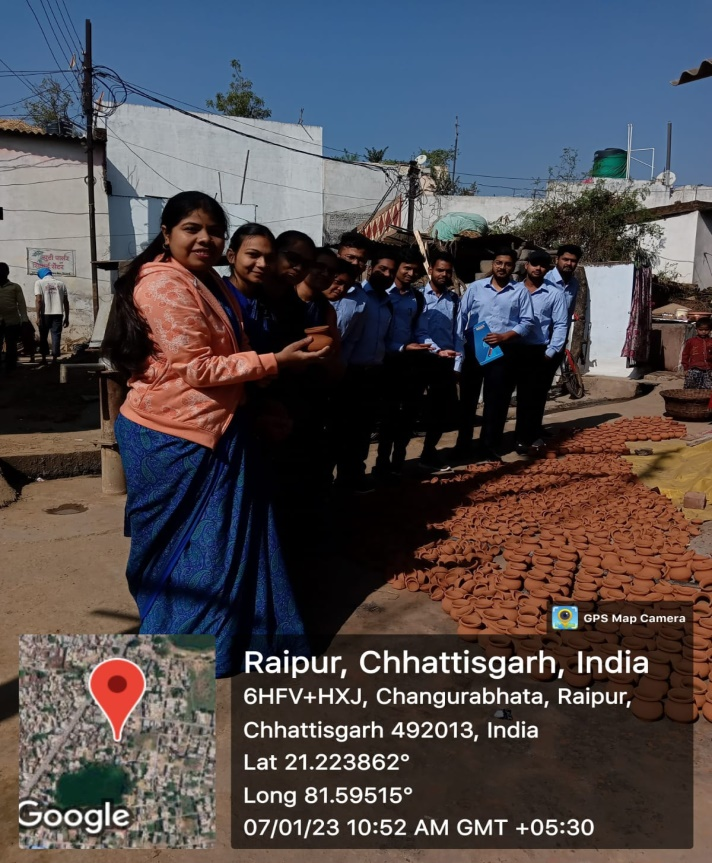 GPS Map Camera
Raipur, Chhattisgarh, India
6HFV+HXJ, Changurabhata, Raipur,
Chhattisgarh 492013, India
Lat 21.223862°
Long 81.59515°
07/01/23 10:52 AM GMT +05:30
Google